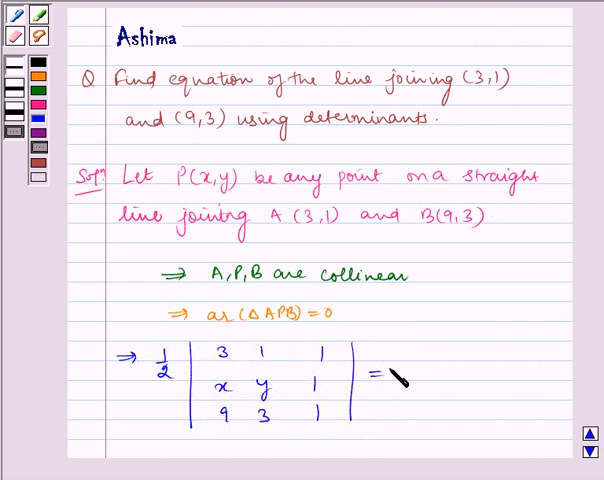 Ashima
Q Find equation of the line joining (3,1)
and (9,3) using determinants.
Solⁿ. Let P(x,y) be any point on a straight
line joining A (3,1) and B(9,3).
⇒ A,P,B are collinear
⇒ ar (Δ APB) = 0
⇒ 1/2 | 3 1 1 |
| x y 1 | =
| 9 3 1 |